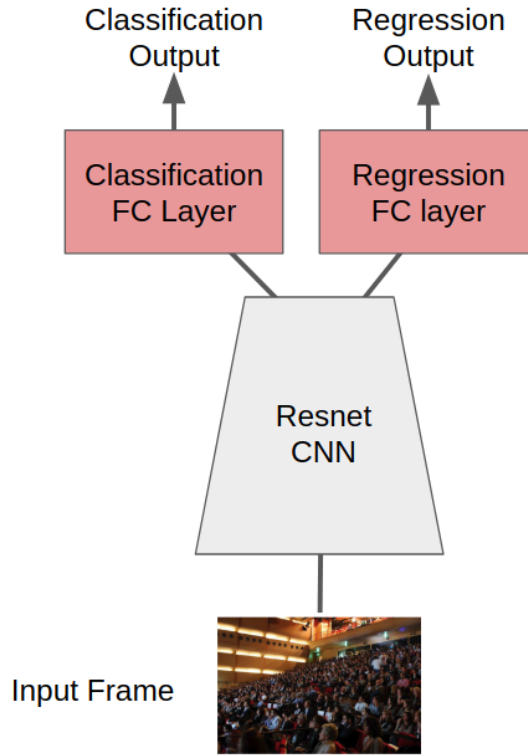 Classification
Output
Regression
Output
Classification
FC Layer
Regression
FC layer
Resnet
CNN
Input Frame